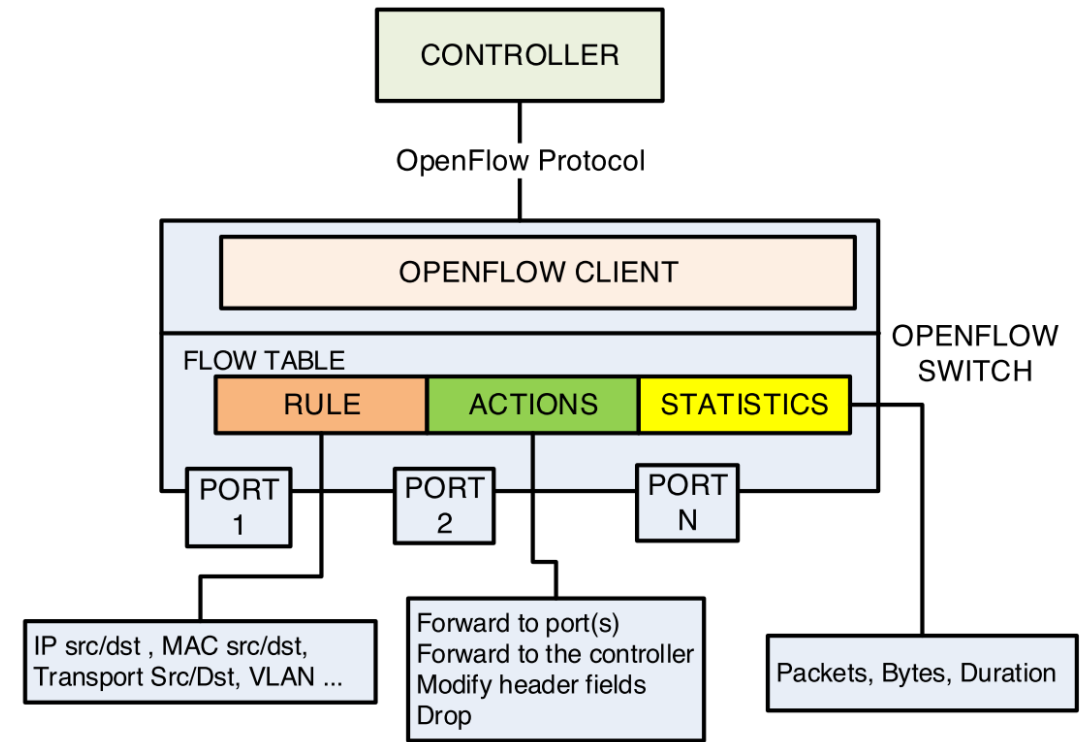 CONTROLLER
OpenFlow Protocol
OPENFLOW CLIENT
OPENFLOW
SWITCH
FLOW TABLE
RULE
ACTIONS
STATISTICS
PORT
1
PORT
2
PORT
N
IP src/dst , MAC src/dst,
Transport Src/Dst, VLAN ...
Forward to port(s)
Forward to the controller
Modify header fields
Drop
Packets, Bytes, Duration